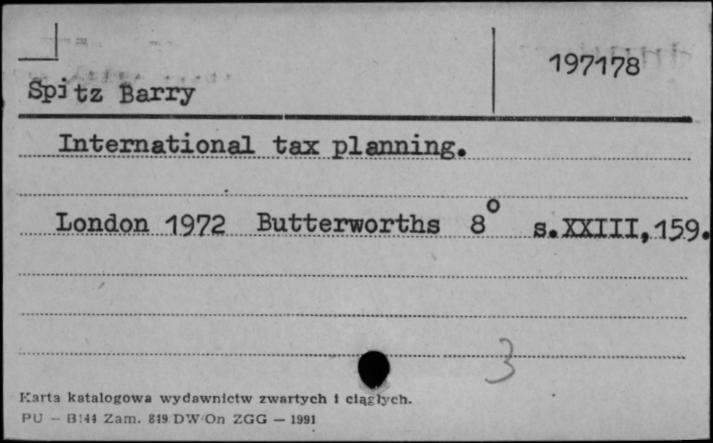 197178
Spitz Barry
International tax planning.
London 1972 Butterworths 8° s.XXIII,159.
3
Karta katalogowa wydawnictw zwartych i ciągłych.
PU – B144 Zam. 819 DW/On ZGG – 1991